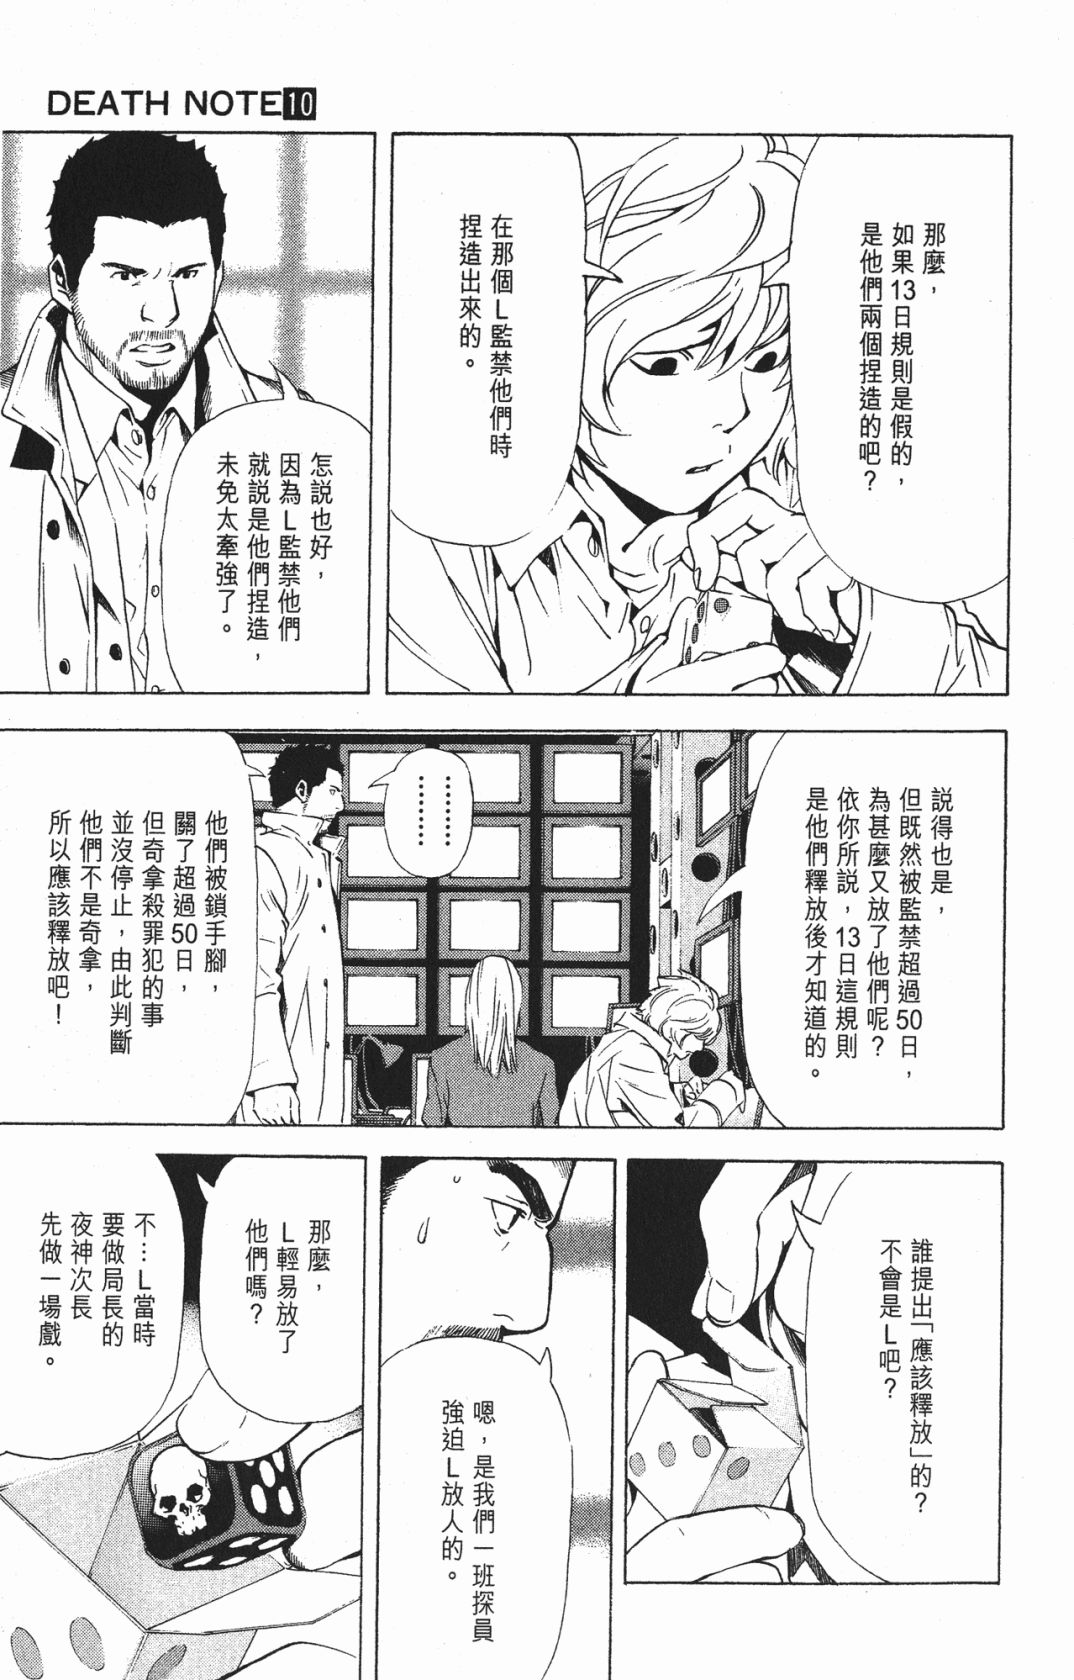 DEATH NOTE 10
那麼，
如果13日規則是假的，
是他們兩個捏造的吧？
在那個L監禁他們時
捏造出來的。
怎說也好，
因為L監禁他們
就說是他們捏造，
未免太牽強了。
說得也是，
但既然被監禁超過50日，
為甚麼又放了他們呢？
依你所說，13日這規則
是他們釋放後才知道的。
…………
他們被鎖手腳，
關了超過50日，
但奇拿殺罪犯的事
並沒停止，由此判斷
他們不是奇拿，
所以應該釋放吧！
誰提出「應該釋放」的？
不會是L吧？
嗯，是我們一班探員
強迫L放人的。
那麼，
L輕易放了
他們嗎？
不…L當時
要做局長的
夜神次長
先做一場戲。